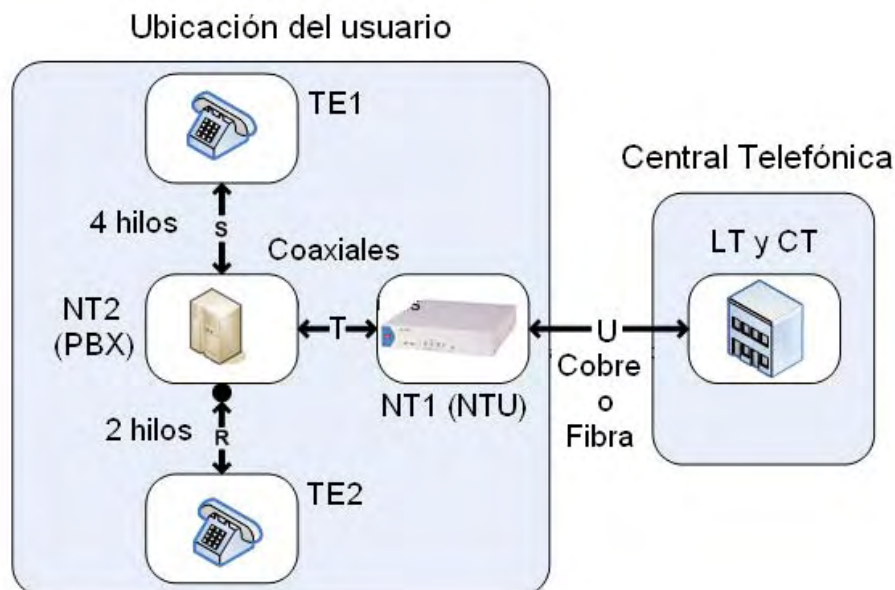 Ubicación del usuario
TE1
Central Telefónica
4 hilos
S
Coaxiales
LT y CT
NT2
(PBX)
T
S
U
Cobre
o
Fibra
NT1 (NTU)
2 hilos
R
TE2